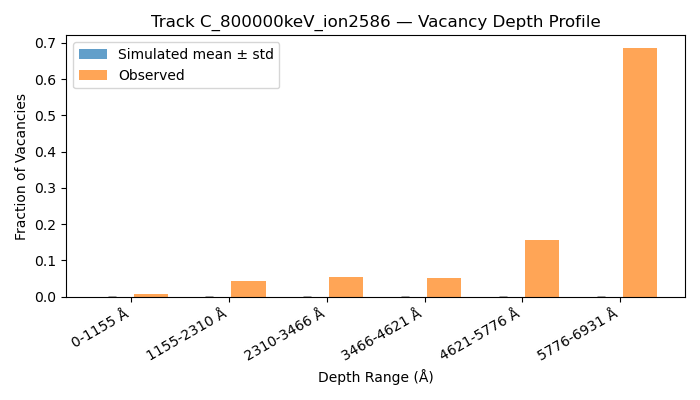 Track C_800000keV_ion2586 — Vacancy Depth Profile
Simulated mean ± std
Observed
Fraction of Vacancies
0.7
0.6
0.5
0.4
0.3
0.2
0.1
0.0
0-1155 Å
1155-2310 Å
2310-3466 Å
3466-4621 Å
4621-5776 Å
5776-6931 Å
Depth Range (Å)